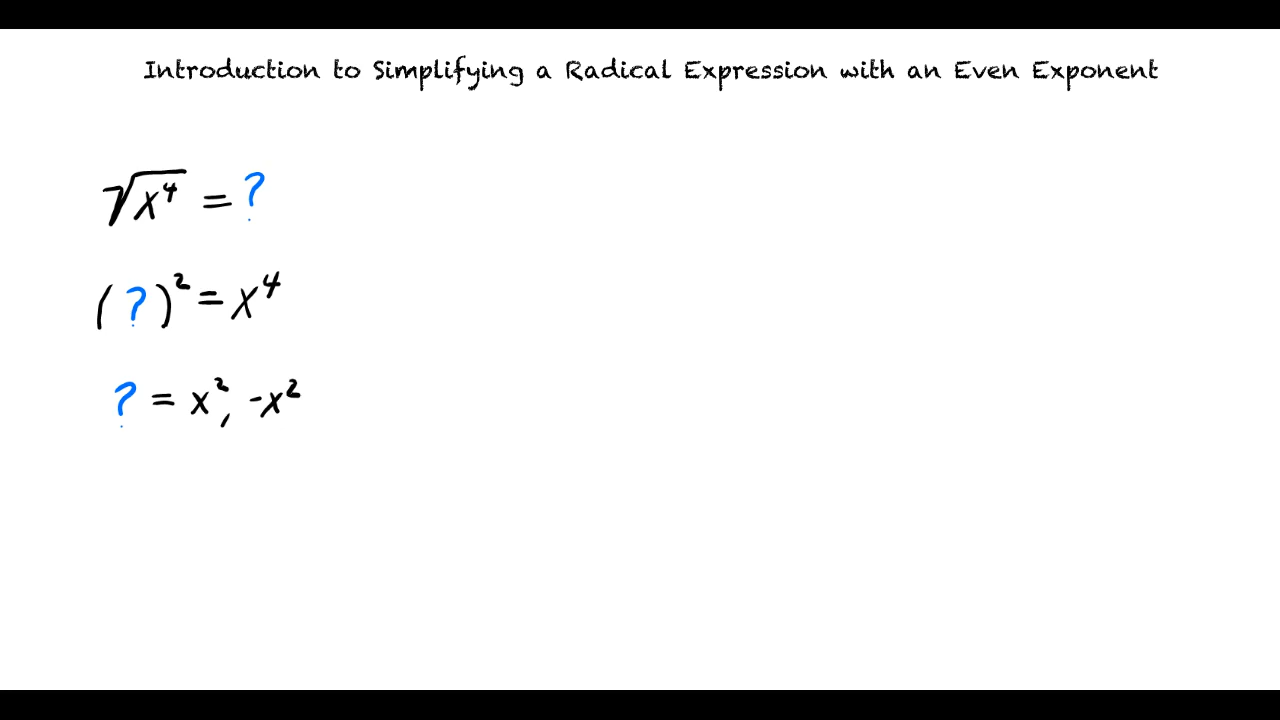 Introduction to Simplifying a Radical Expression with an Even Exponent
√x⁴ = ?
( ? )² = x⁴
? = x², -x²